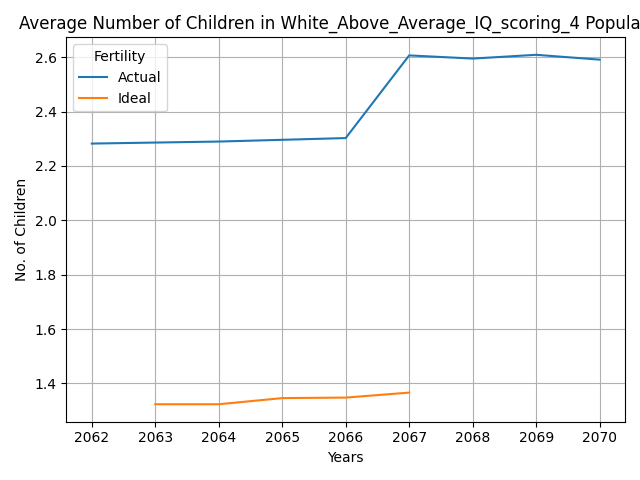 Average Number of Children in White_Above_Average_IQ_scoring_4 Popula
Fertility
Actual
Ideal
2.6
2.4
2.2
2.0
1.8
1.6
1.4
No. of Children
2062 2063 2064 2065 2066 2067 2068 2069 2070
Years